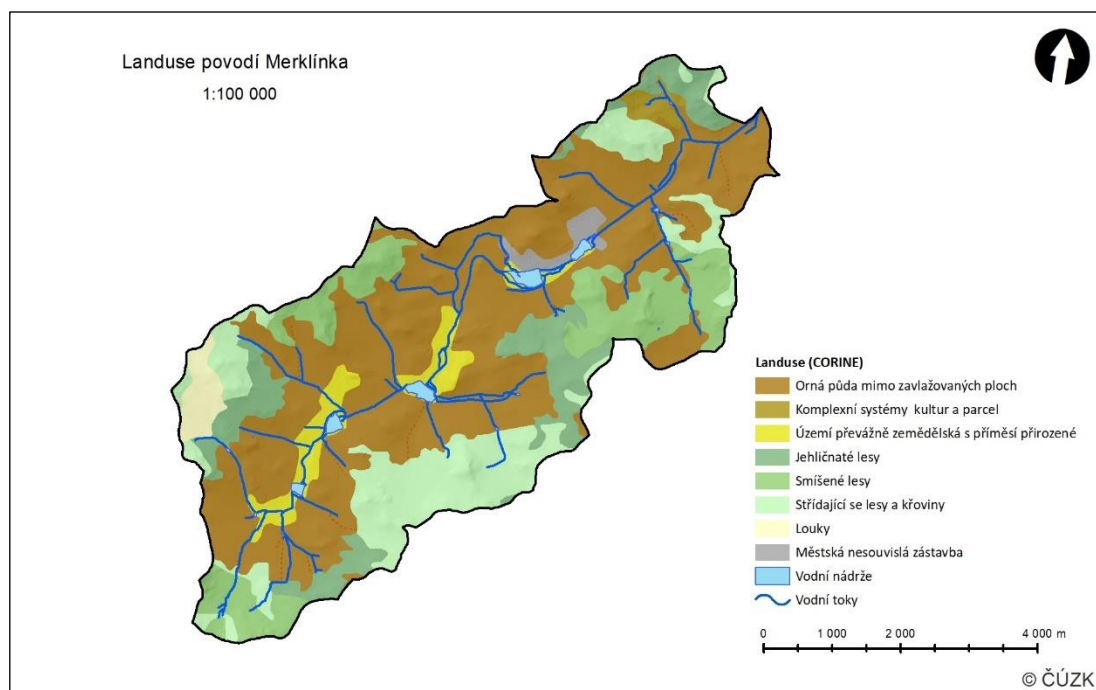 Landuse povodí Merklínka
1:100 000
Landuse (CORINE)
Orná půda mimo zavlažovaných ploch
Komplexní systémy kultur a parcel
Území převážně zemědělská s příměsí přirozené
Jehličnaté lesy
Smíšené lesy
Střídající se lesy a křoviny
Louky
Městská nesouvislá zástavba
Vodní nádrže
Vodní toky
0 1 000 2 000 4 000 m
© ČÚZK